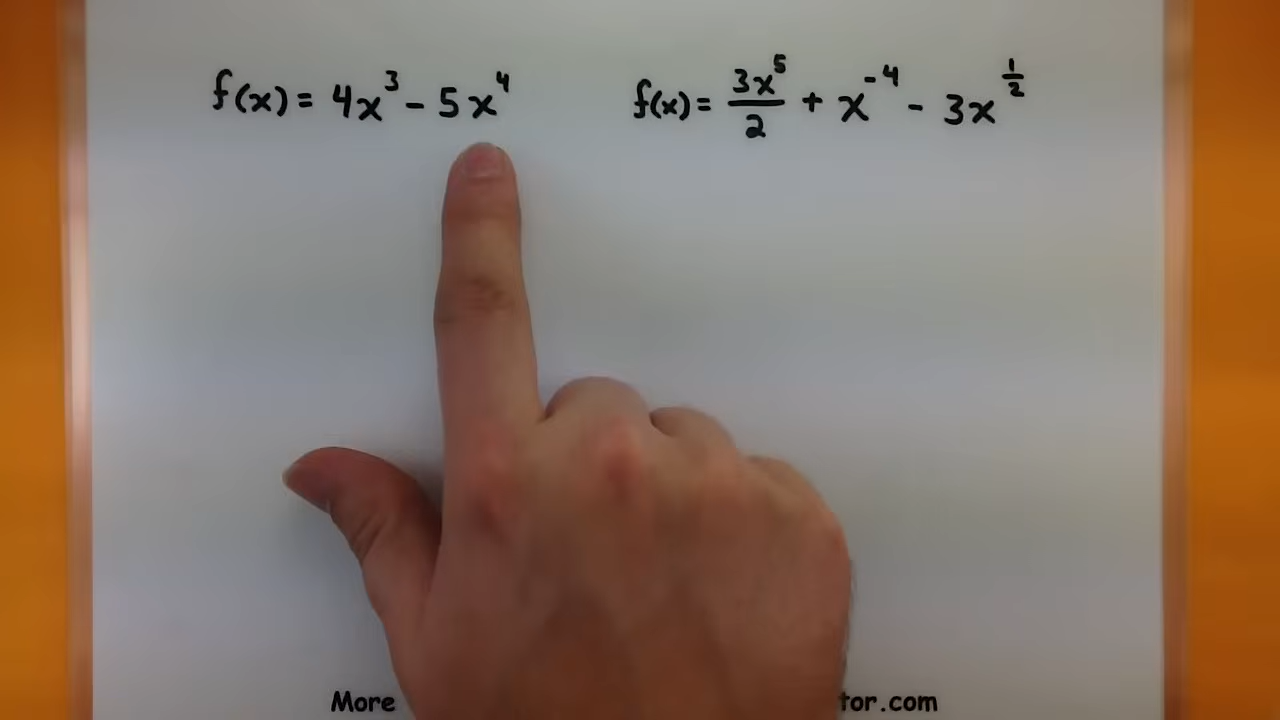 f(x) = 4x³ - 5x⁴
f(x) = 3x⁵/2 + x⁻⁴ - 3x^(1/2)
More tor.com